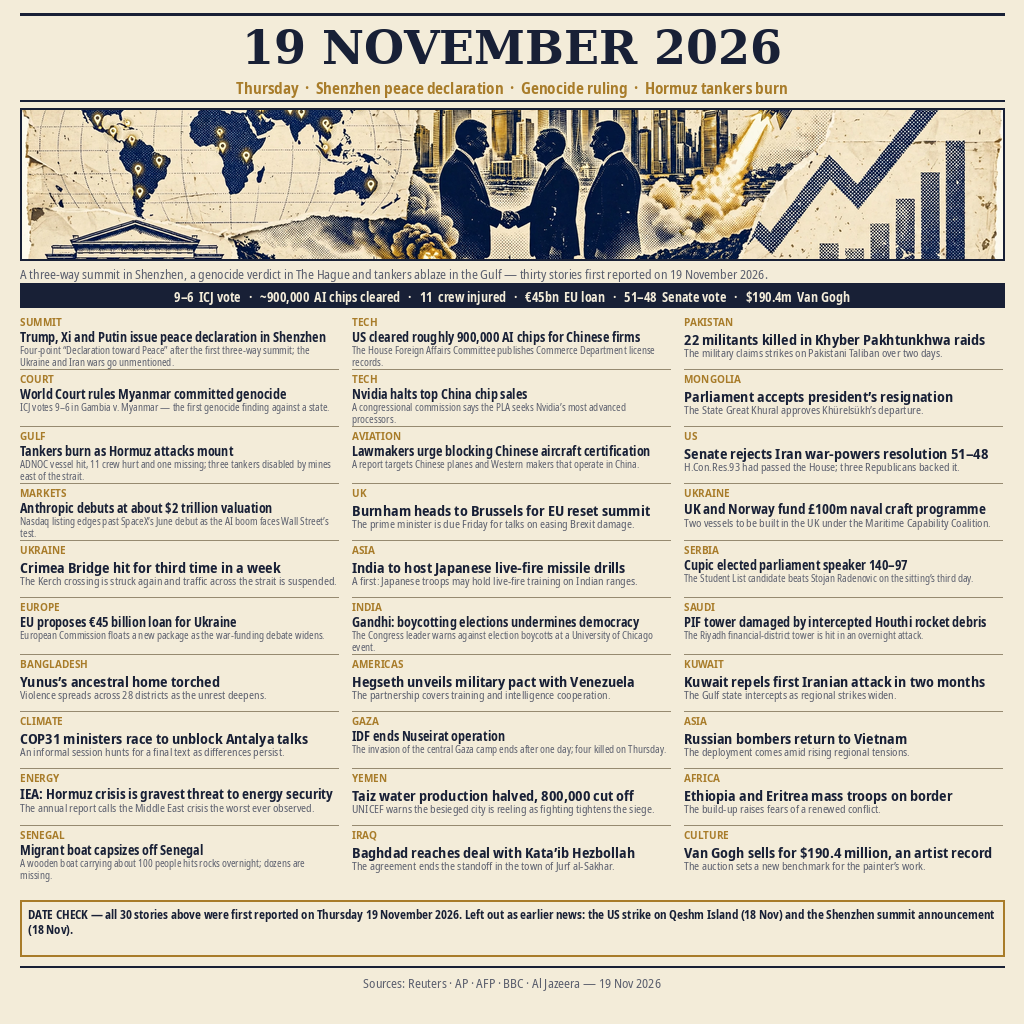 19 NOVEMBER 2026
Thursday · Shenzhen peace declaration · Genocide ruling · Hormuz tankers burn
A three-way summit in Shenzhen, a genocide verdict in The Hague and tankers ablaze in the Gulf — thirty stories first reported on 19 November 2026.
9–6 ICJ vote · ~900,000 AI chips cleared · 11 crew injured · €45bn EU loan · 51–48 Senate vote · $190.4m Van Gogh
SUMMIT
Trump, Xi and Putin issue peace declaration in Shenzhen
Four-point “Declaration toward Peace” after the first three-way summit; the
Ukraine and Iran wars go unmentioned.
COURT
World Court rules Myanmar committed genocide
ICJ votes 9–6 in Gambia v. Myanmar — the first genocide finding against a state.
GULF
Tankers burn as Hormuz attacks mount
ADNOC vessel hit, 11 crew hurt and one missing; three tankers disabled by mines
east of the strait.
MARKETS
Anthropic debuts at about $2 trillion valuation
Nasdaq listing edges past SpaceX’s June debut as the AI boom faces Wall Street’s
test.
UKRAINE
Crimea Bridge hit for third time in a week
The Kerch crossing is struck again and traffic across the strait is suspended.
EUROPE
EU proposes €45 billion loan for Ukraine
European Commission floats a new package as the war-funding debate widens.
BANGLADESH
Yunus’s ancestral home torched
Violence spreads across 28 districts as the unrest deepens.
CLIMATE
COP31 ministers race to unblock Antalya talks
An informal session hunts for a final text as differences persist.
ENERGY
IEA: Hormuz crisis is gravest threat to energy security
The annual report calls the Middle East crisis the worst ever observed.
SENEGAL
Migrant boat capsizes off Senegal
A wooden boat carrying about 100 people hits rocks overnight; dozens are
missing.
TECH
US cleared roughly 900,000 AI chips for Chinese firms
The House Foreign Affairs Committee publishes Commerce Department license
records.
TECH
Nvidia halts top China chip sales
A congressional commission says the PLA seeks Nvidia’s most advanced
processors.
AVIATION
Lawmakers urge blocking Chinese aircraft certification
A report targets Chinese planes and Western makers that operate in China.
UK
Burnham heads to Brussels for EU reset summit
The prime minister is due Friday for talks on easing Brexit damage.
ASIA
India to host Japanese live-fire missile drills
A first: Japanese troops may hold live-fire training on Indian ranges.
INDIA
Gandhi: boycotting elections undermines democracy
The Congress leader warns against election boycotts at a University of Chicago
event.
AMERICAS
Hegseth unveils military pact with Venezuela
The partnership covers training and intelligence cooperation.
GAZA
IDF ends Nuseirat operation
The invasion of the central Gaza camp ends after one day; four killed on Thursday.
YEMEN
Taiz water production halved, 800,000 cut off
UNICEF warns the besieged city is reeling as fighting tightens the siege.
IRAQ
Baghdad reaches deal with Kata’ib Hezbollah
The agreement ends the standoff in the town of Jurf al-Sakhar.
PAKISTAN
22 militants killed in Khyber Pakhtunkhwa raids
The military claims strikes on Pakistani Taliban over two days.
MONGOLIA
Parliament accepts president’s resignation
The State Great Khural approves Khürelsükh’s departure.
US
Senate rejects Iran war-powers resolution 51–48
H.Con.Res.93 had passed the House; three Republicans backed it.
UKRAINE
UK and Norway fund £100m naval craft programme
Two vessels to be built in the UK under the Maritime Capability Coalition.
SERBIA
Cupic elected parliament speaker 140–97
The Student List candidate beats Stojan Radenovic on the sitting’s third day.
SAUDI
PIF tower damaged by intercepted Houthi rocket debris
The Riyadh financial-district tower is hit in an overnight attack.
KUWAIT
Kuwait repels first Iranian attack in two months
The Gulf state intercepts as regional strikes widen.
ASIA
Russian bombers return to Vietnam
The deployment comes amid rising regional tensions.
AFRICA
Ethiopia and Eritrea mass troops on border
The build-up raises fears of a renewed conflict.
CULTURE
Van Gogh sells for $190.4 million, an artist record
The auction sets a new benchmark for the painter’s work.
DATE CHECK — all 30 stories above were first reported on Thursday 19 November 2026. Left out as earlier news: the US strike on Qeshm Island (18 Nov) and the Shenzhen summit announcement
(18 Nov).
Sources: Reuters · AP · AFP · BBC · Al Jazeera — 19 Nov 2026